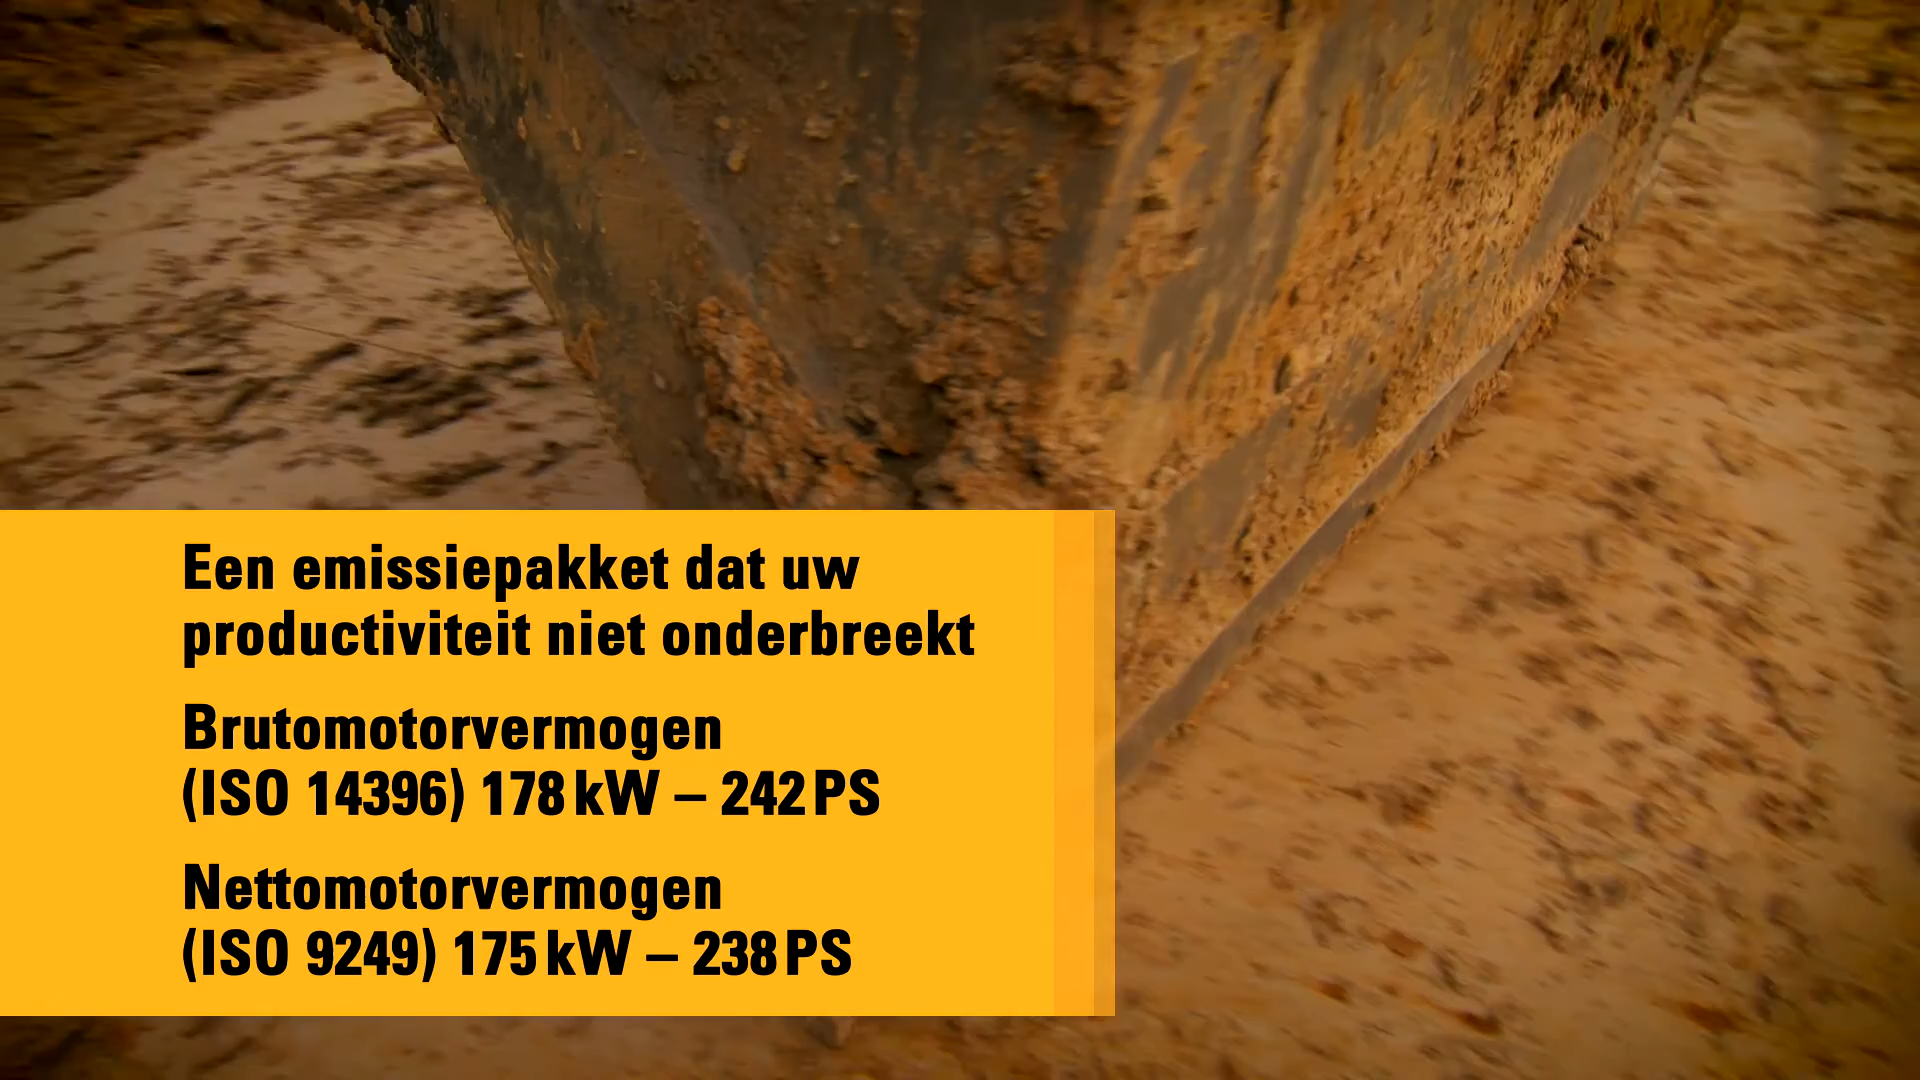 Een emissiepakket dat uw
productiviteit niet onderbreekt
Brutomotorvermogen
(ISO 14396) 178 kW – 242 PS
Nettomotorvermogen
(ISO 9249) 175 kW – 238 PS